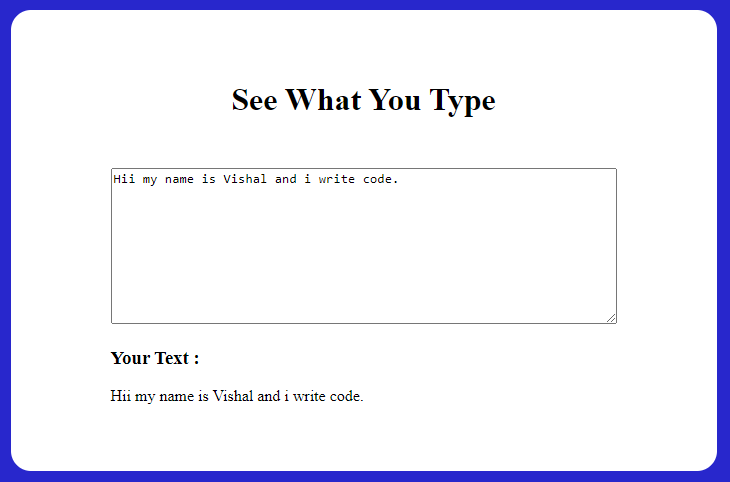 See What You Type
Hii my name is Vishal and i write code.
Your Text :
Hii my name is Vishal and i write code.